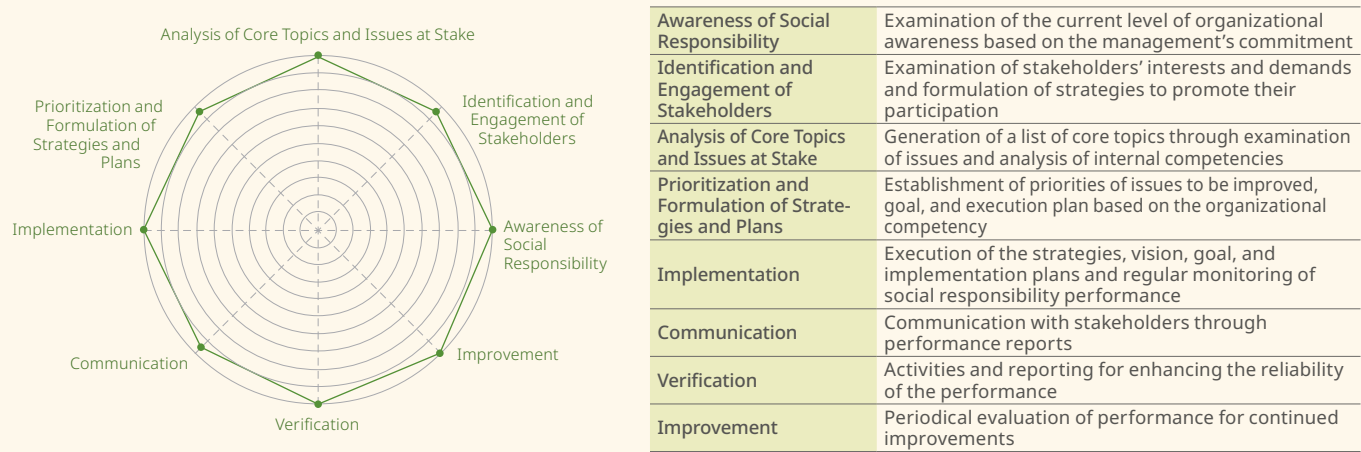 Analysis of Core Topics and Issues at Stake
Prioritization and
Formulation of
Strategies and
Plans
Identification and
Engagement of
Stakeholders
Implementation
Awareness of
Social
Responsibility
Communication
Improvement
Verification
Awareness of Social
Responsibility
Examination of the current level of organizational
awareness based on the management's commitment
Identification and
Engagement of
Stakeholders
Examination of stakeholders' interests and demands
and formulation of strategies to promote their
participation
Analysis of Core Topics
and Issues at Stake
Generation of a list of core topics through examination
of issues and analysis of internal competencies
Prioritization and
Formulation of Strate-
gies and Plans
Establishment of priorities of issues to be improved,
goal, and execution plan based on the organizational
competency
Implementation
Execution of the strategies, vision, goal, and
implementation plans and regular monitoring of
social responsibility performance
Communication
Communication with stakeholders through
performance reports
Verification
Activities and reporting for enhancing the reliability
of the performance
Improvement
Periodical evaluation of performance for continued
improvements